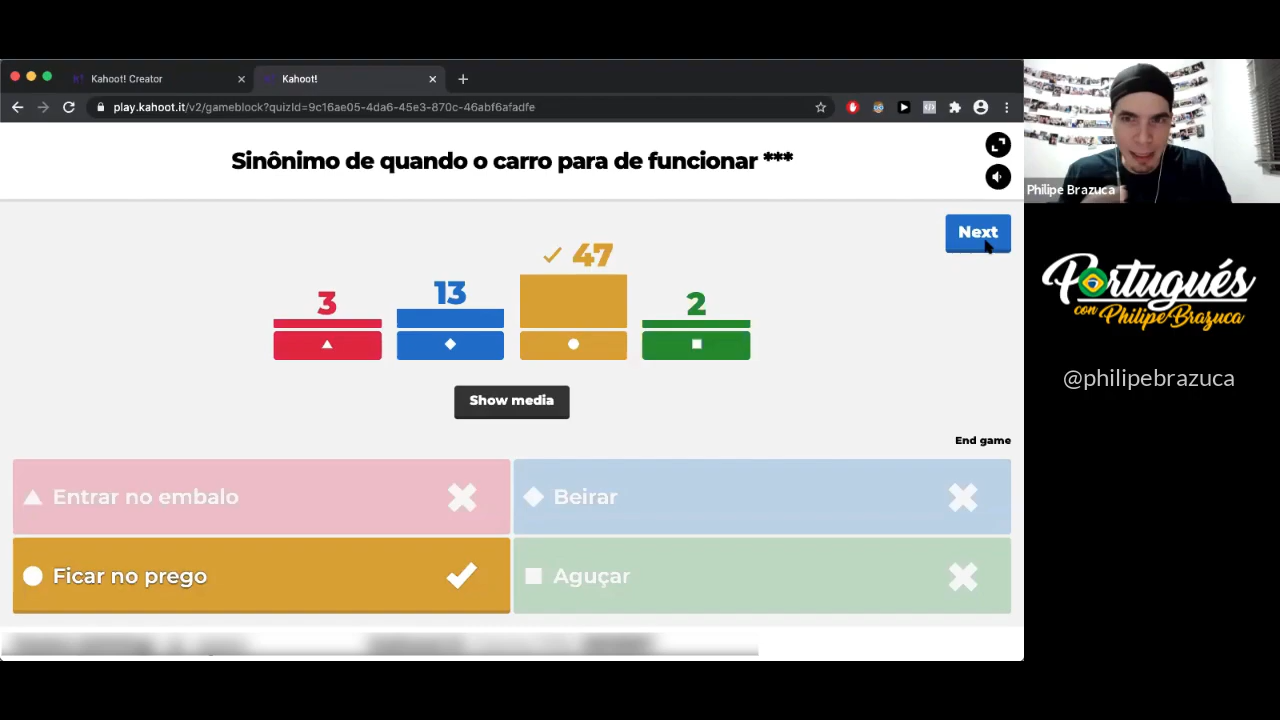 Kahoot! Creator
Kahoot!
play.kahoot.it/v2/gameblock?quizId=9c16ae05-4da6-45e3-870c-46abf6afadfe
Sinônimo de quando o carro para de funcionar ***
Next
3
13
47
2
Show media
End game
Entrar no embalo
Beirar
Ficar no prego
Aguçar
Philipe Brazuca
Portugués
con Philipe Brazuca
@philipebrazuca